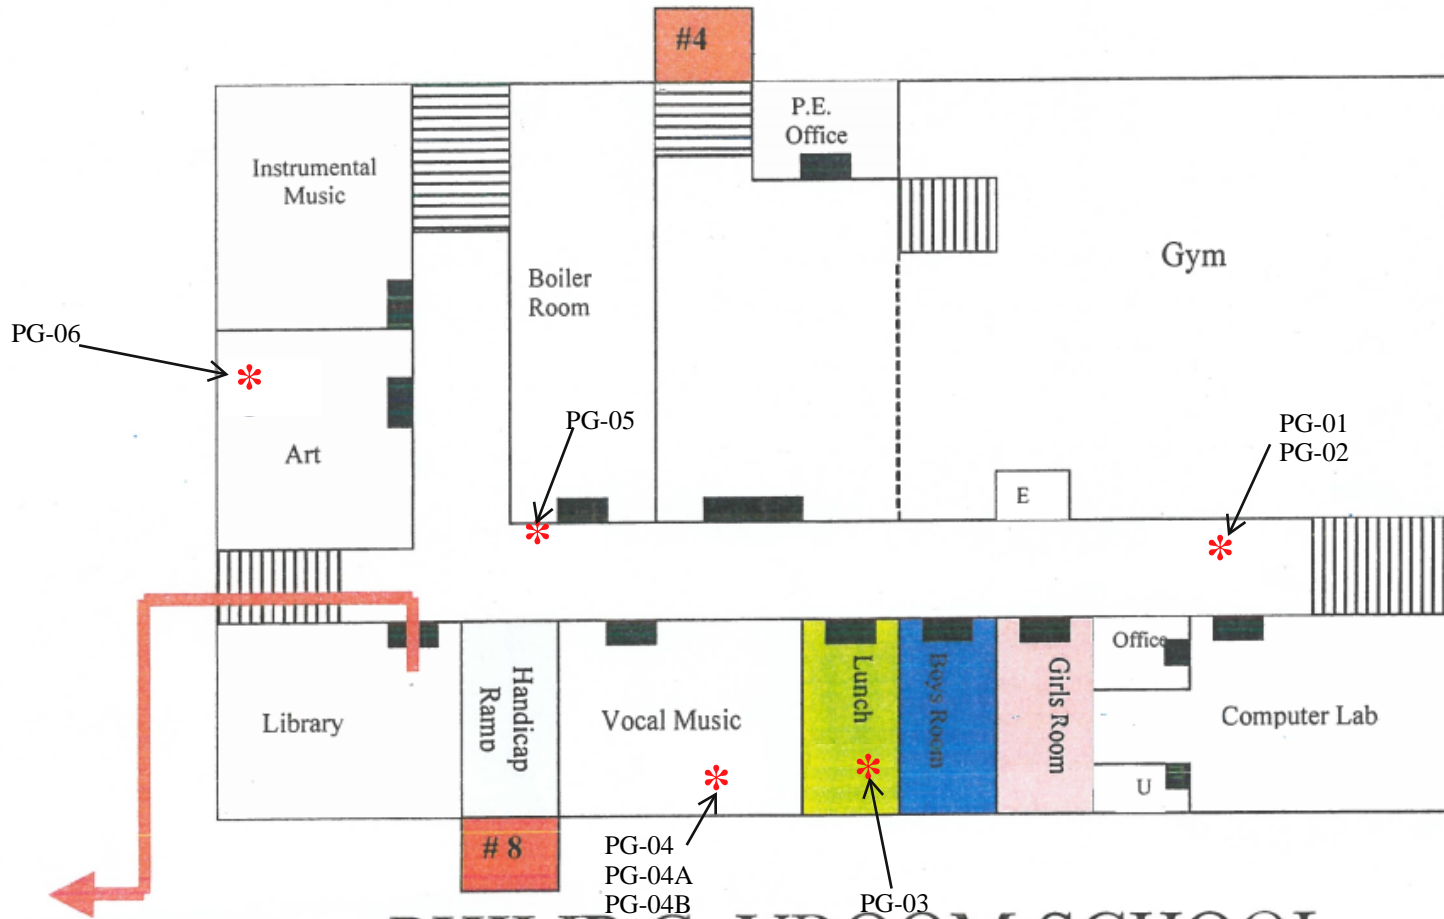 #4
P.E.
Office
Instrumental
Music
Gym
Boiler
Room
PG-06
PG-05
PG-01
PG-02
Art
E
Office
Lunch
Boys Room
Girls Room
Handicap
Ramp
Library
Vocal Music
Computer Lab
U
# 8
PG-04
PG-04A
PG-04B
PG-03
SCHOOL